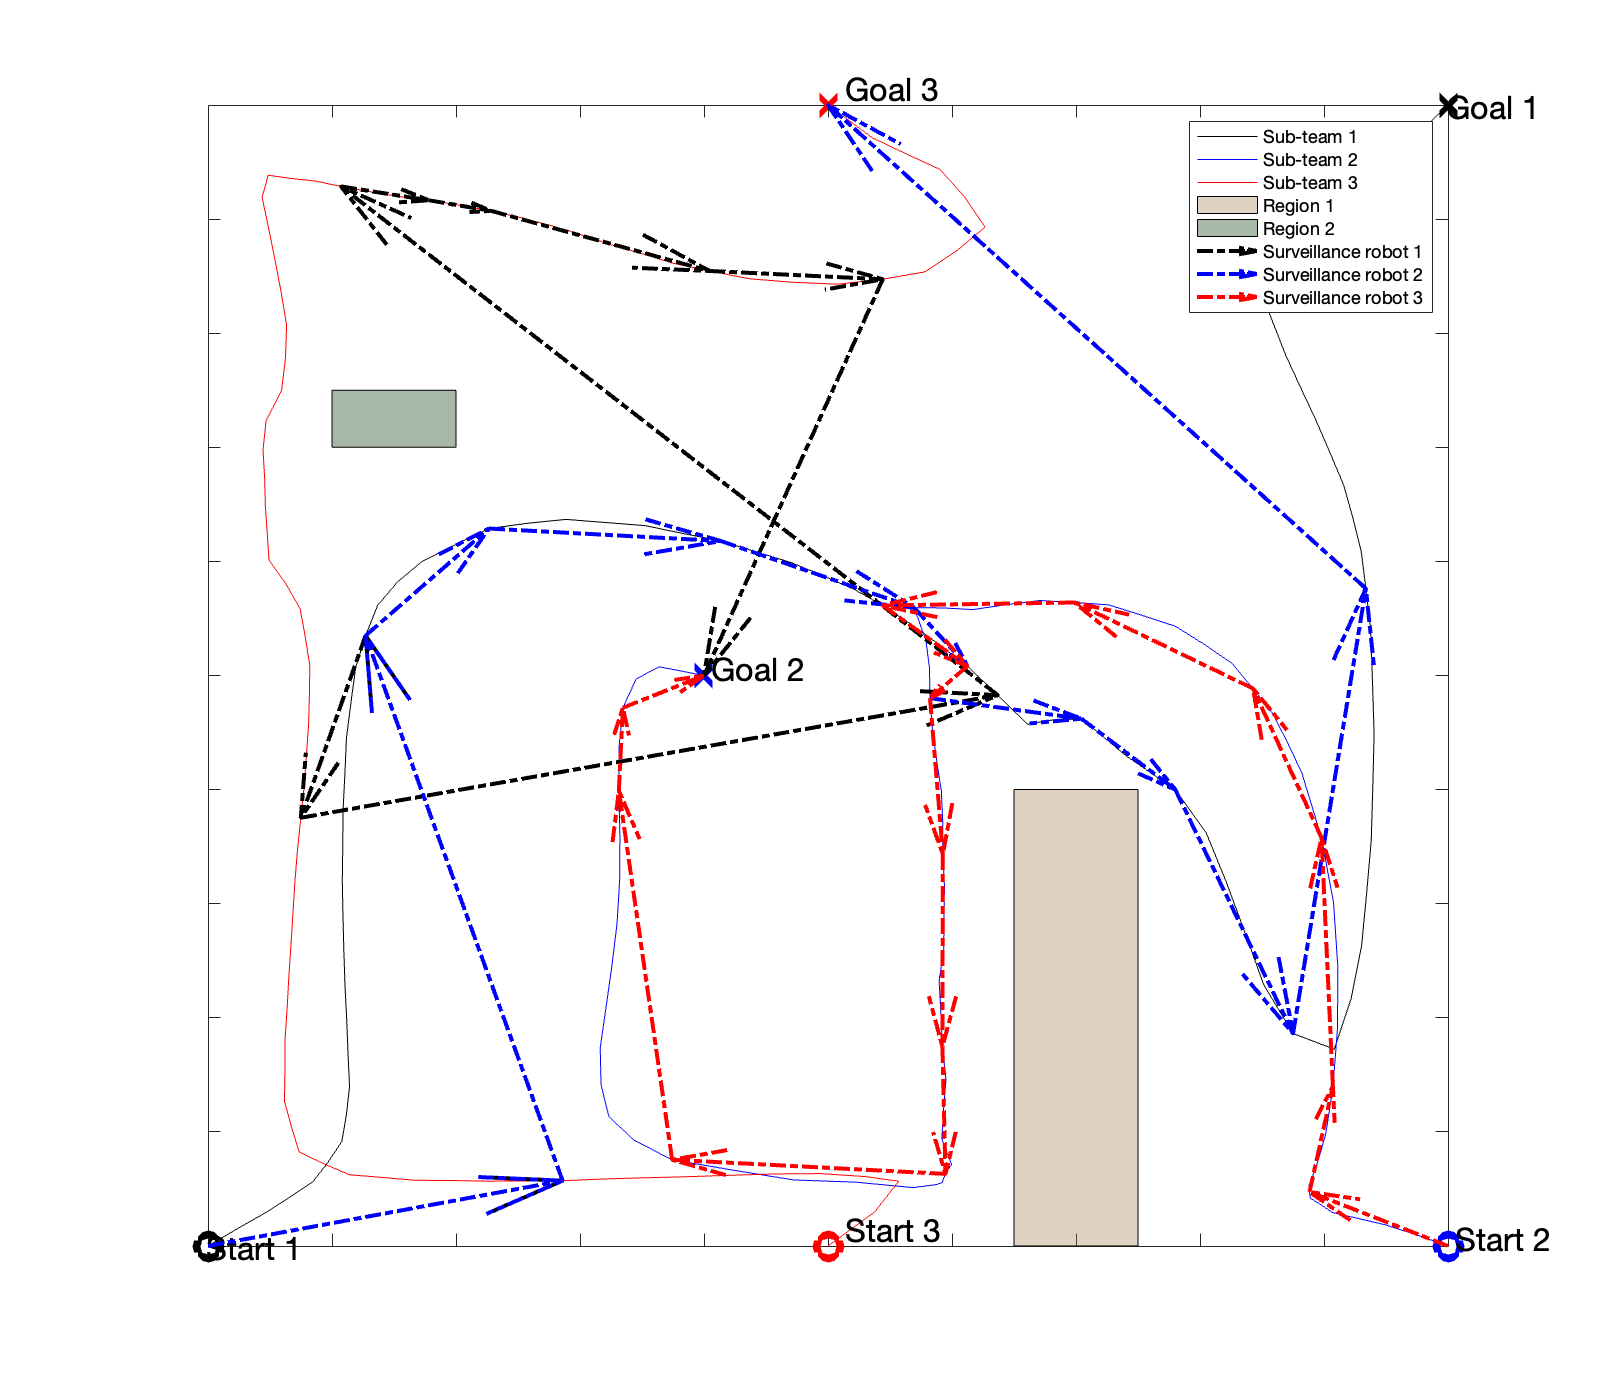 Goal 3
Goal 1
Sub-team 1
Sub-team 2
Sub-team 3
Region 1
Region 2
Surveillance robot 1
Surveillance robot 2
Surveillance robot 3
Goal 2
Start 1
Start 3
Start 2